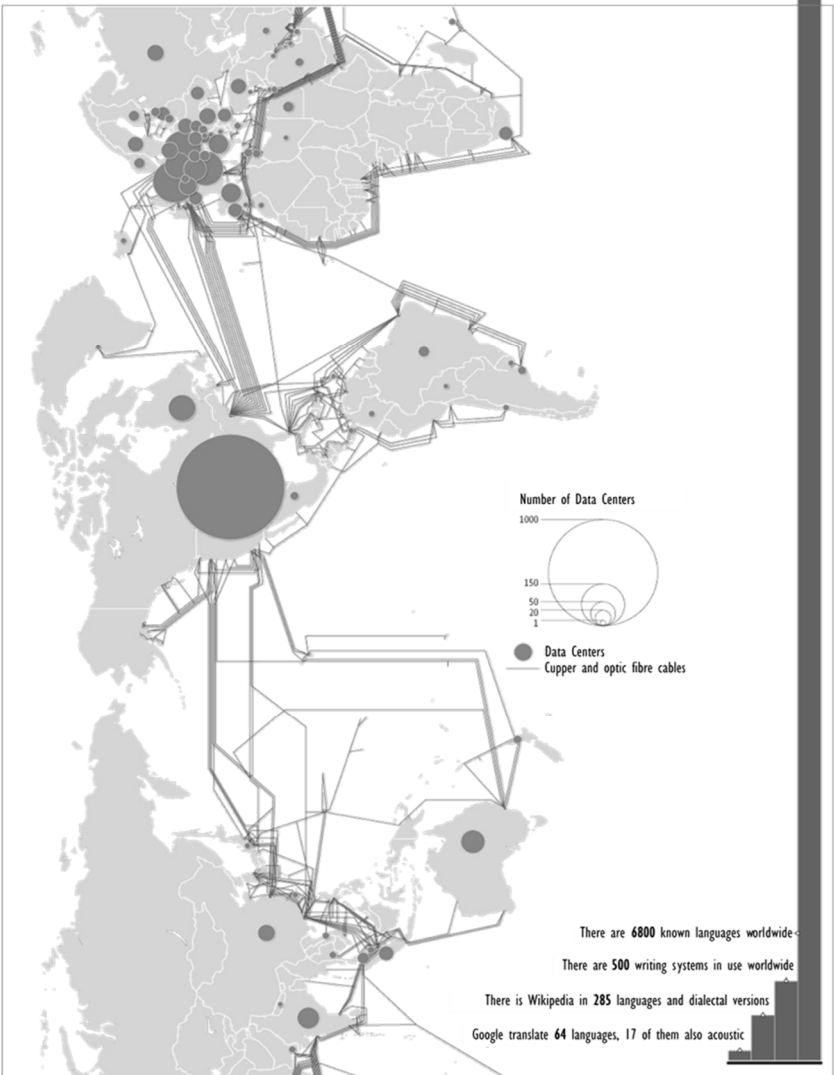 Number of Data Centers
1000
150
50
20
1
Data Centers
Cupper and optic fibre cables
There are 6800 known languages worldwide
There are 500 writing systems in use worldwide
There is Wikipedia in 285 languages and dialectal versions
Google translate 64 languages, 17 of them also acoustic